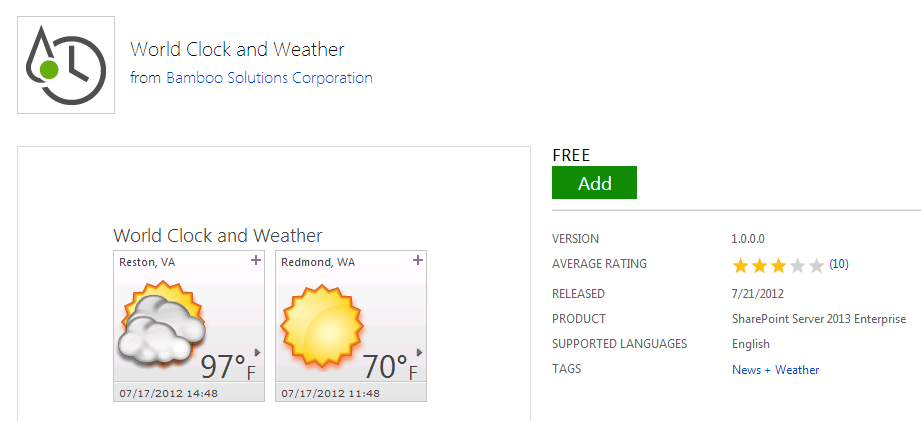 World Clock and Weather
from Bamboo Solutions Corporation
World Clock and Weather
Reston, VA +
97° F
07/17/2012 14:48
Redmond, WA +
70° F
07/17/2012 11:48
FREE
Add
VERSION 1.0.0.0
AVERAGE RATING (10)
RELEASED 7/21/2012
PRODUCT SharePoint Server 2013 Enterprise
SUPPORTED LANGUAGES English
TAGS News + Weather